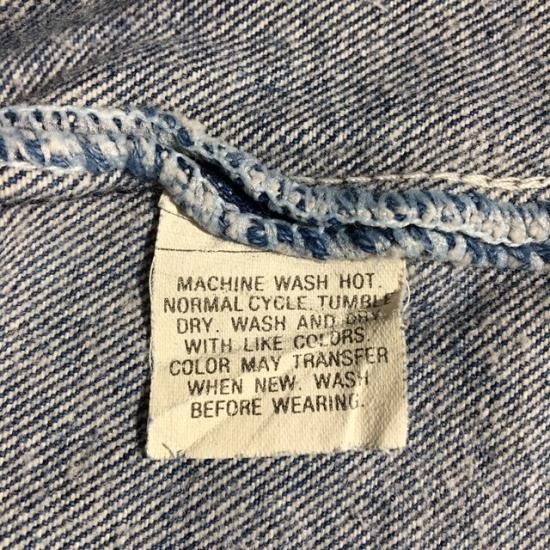 MACHINE WASH HOT.
NORMAL CYCLE. TUMBLE
DRY. WASH AND DRY
WITH LIKE COLORS.
COLOR MAY TRANSFER
WHEN NEW. WASH
BEFORE WEARING.